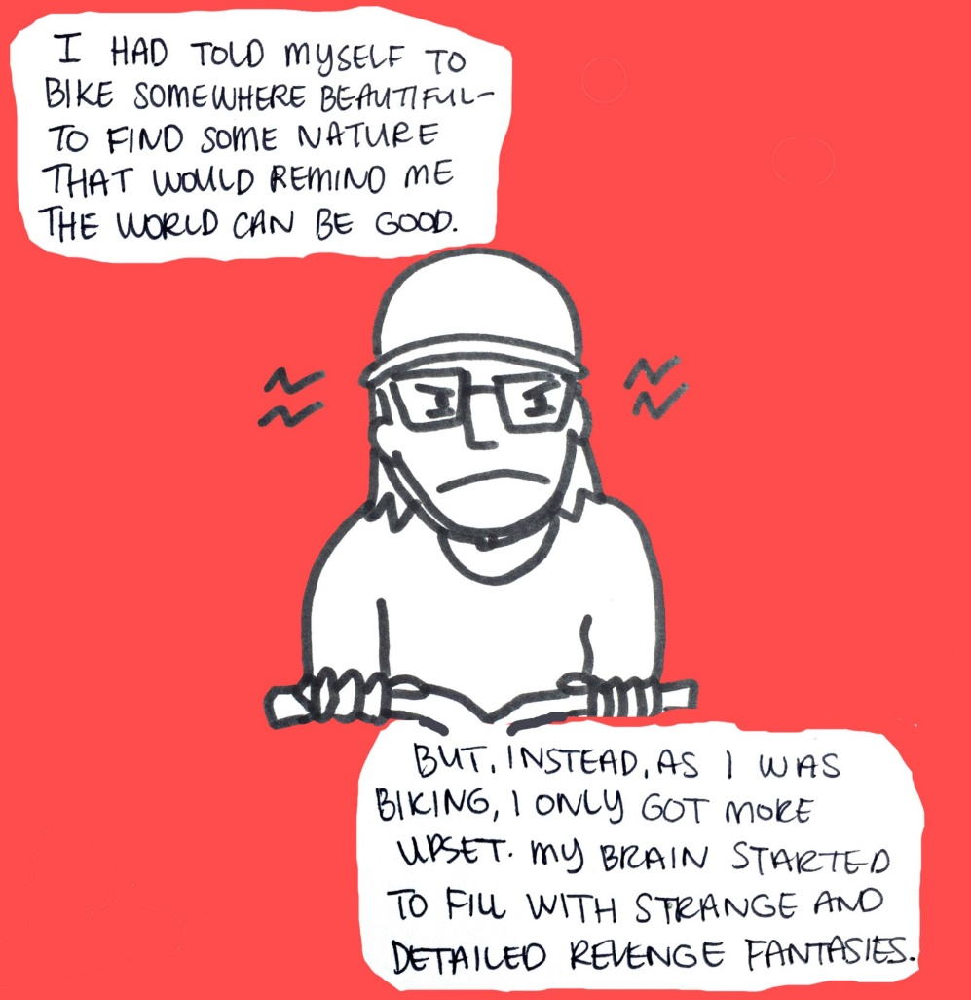 I HAD TOLD MYSELF TO
BIKE SOMEWHERE BEAUTIFUL-
TO FIND SOME NATURE
THAT WOULD REMIND ME
THE WORLD CAN BE GOOD.
BUT, INSTEAD, AS I WAS
BIKING, I ONLY GOT MORE
UPSET. MY BRAIN STARTED
TO FILL WITH STRANGE AND
DETAILED REVENGE FANTASIES.